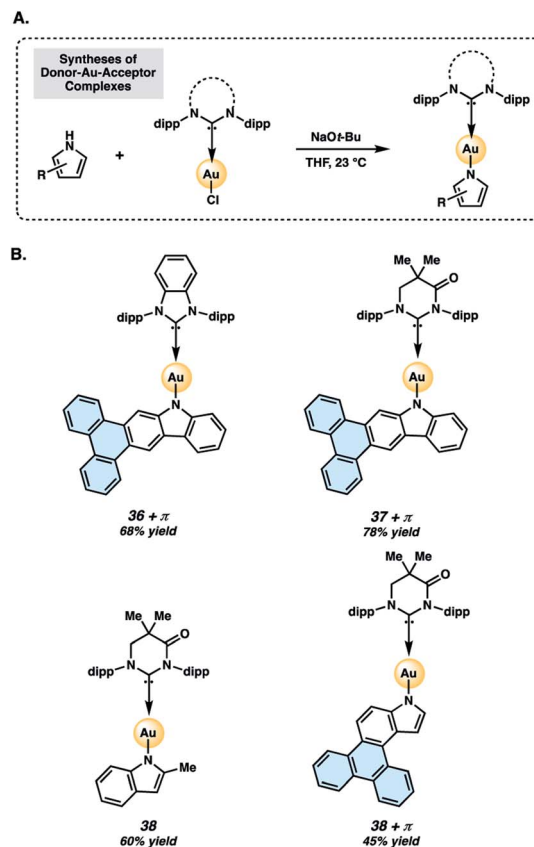 A.
Syntheses of
Donor-Au-Acceptor
Complexes
H
N
R
+
N N
dipp dipp
Au
Cl
NaOt-Bu
THF, 23 °C
N N
dipp dipp
Au
N
R
B.
N N
dipp dipp
Au
N
36 + π
68% yield
Me Me
O
N N
dipp dipp
Au
N
37 + π
78% yield
Me Me
O
N N
dipp dipp
Au
N
Me
38
60% yield
Me Me
O
N N
dipp dipp
Au
N
38 + π
45% yield